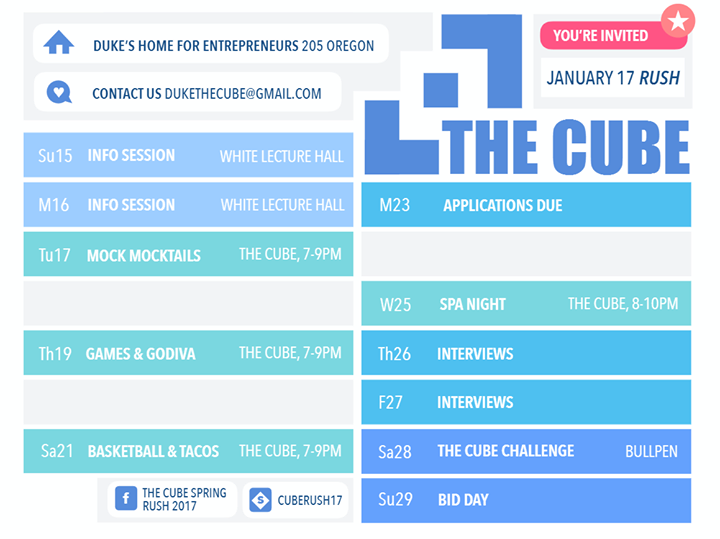 DUKE'S HOME FOR ENTREPRENEURS 205 OREGON
CONTACT US DUKETHECUBE@GMAIL.COM
YOU'RE INVITED
JANUARY 17 RUSH
THE CUBE
Su15 INFO SESSION WHITE LECTURE HALL
M16 INFO SESSION WHITE LECTURE HALL
Tu17 MOCK MOCKTAILS THE CUBE, 7-9PM
Th19 GAMES & GODIVA THE CUBE, 7-9PM
Sa21 BASKETBALL & TACOS THE CUBE, 7-9PM
M23 APPLICATIONS DUE
W25 SPA NIGHT THE CUBE, 8-10PM
Th26 INTERVIEWS
F27 INTERVIEWS
Sa28 THE CUBE CHALLENGE BULLPEN
Su29 BID DAY
f
THE CUBE SPRING
RUSH 2017
S
CUBERUSH17